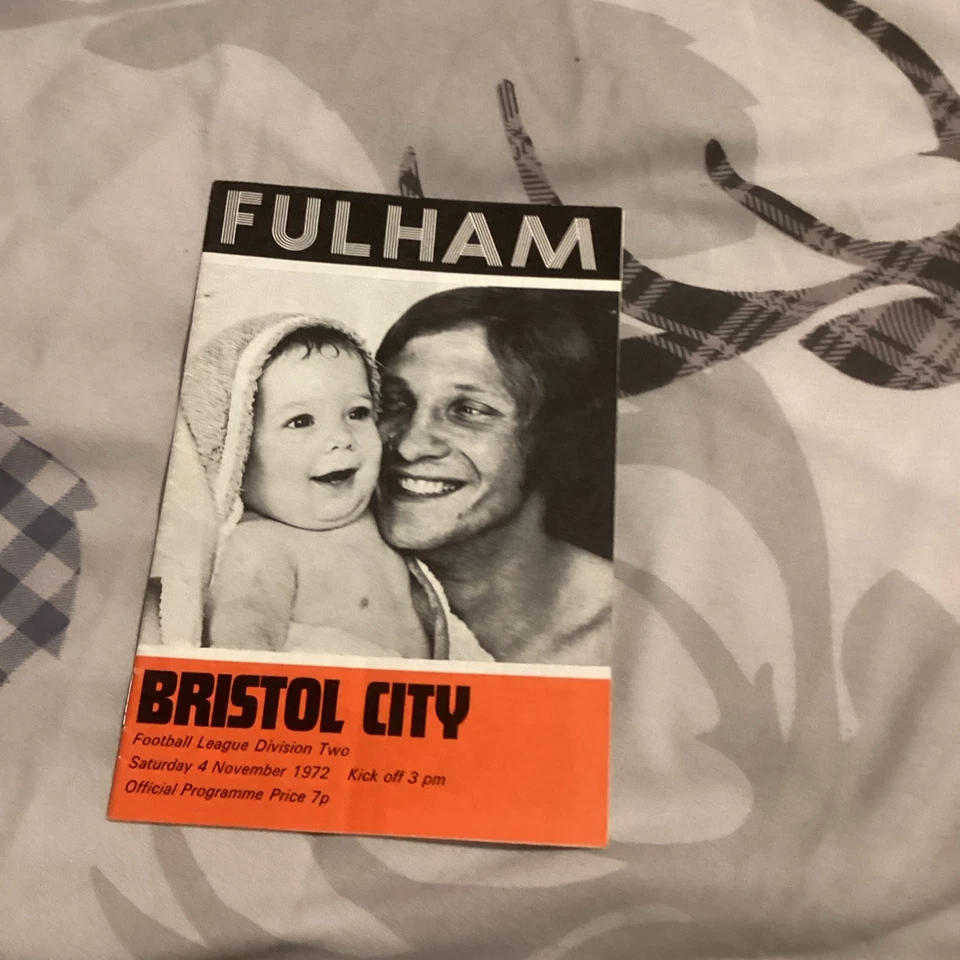 FULHAM
BRISTOL CITY
Football League Division Two
Saturday 4 November 1972 Kick off 3 pm
Official Programme Price 7p